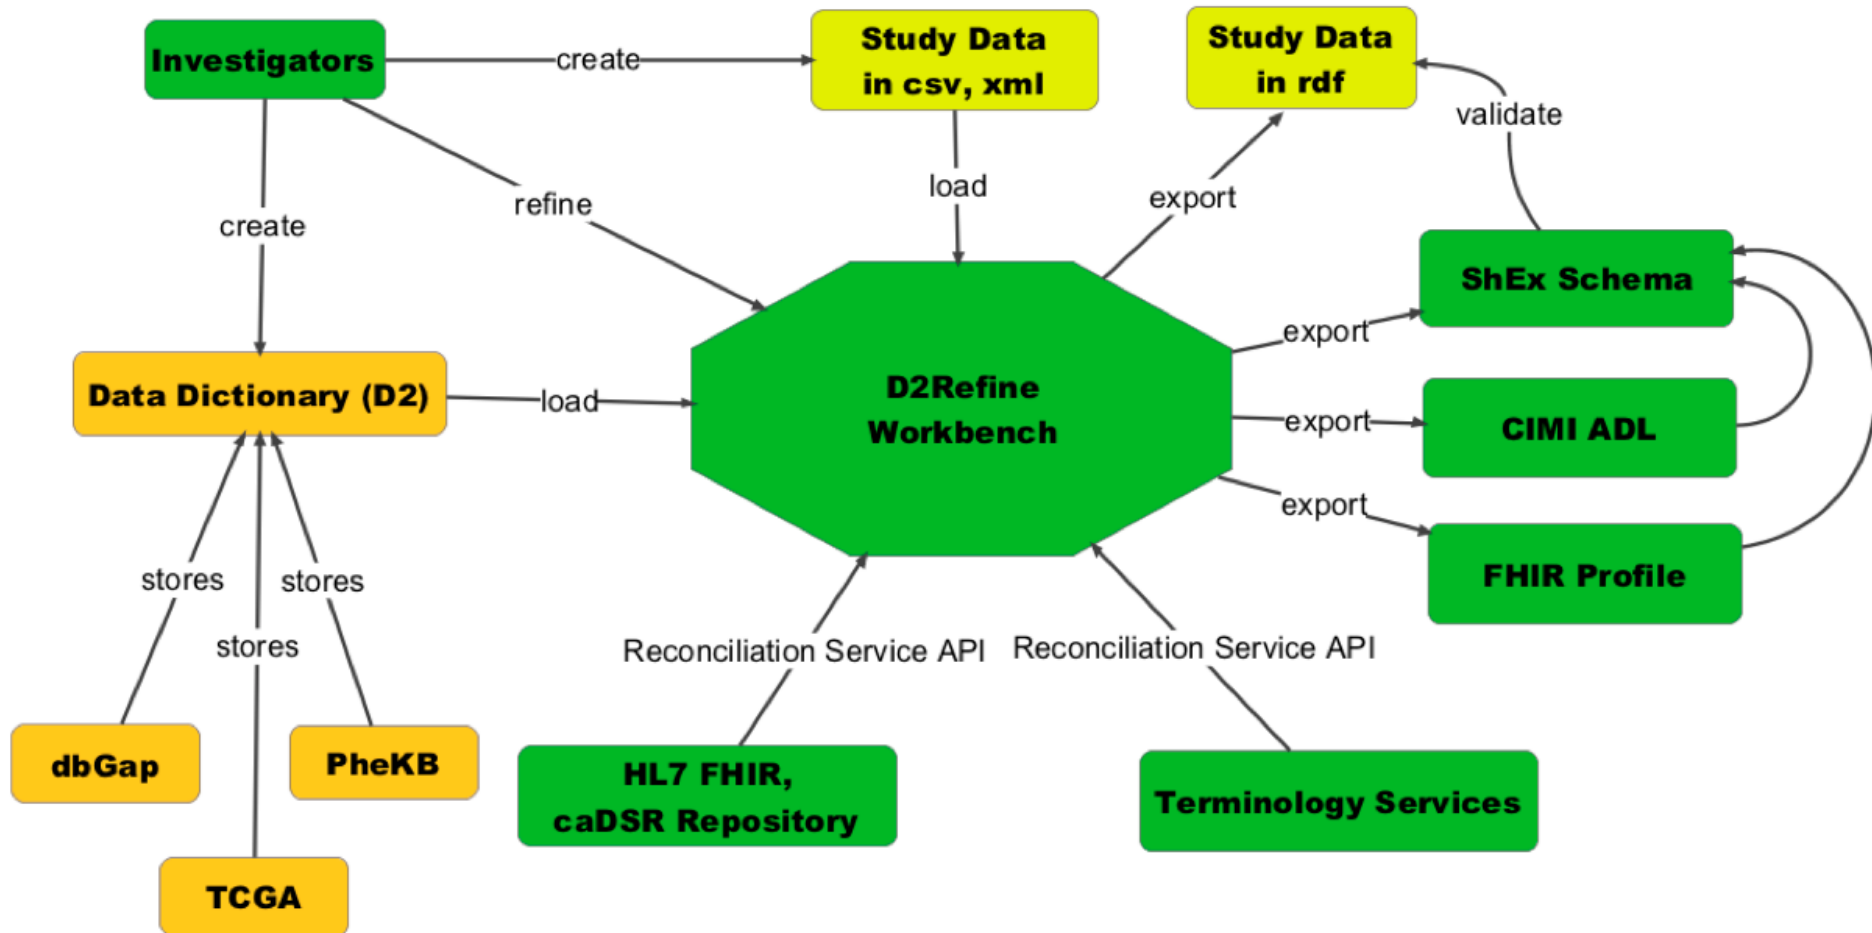 Investigators
create
Study Data
in csv, xml
Study Data
in rdf
validate
load
export
refine
create
ShEx Schema
export
Data Dictionary (D2)
load
D2Refine
Workbench
export
CIMI ADL
export
FHIR Profile
stores
stores
stores
Reconciliation Service API
Reconciliation Service API
dbGap
PheKB
HL7 FHIR,
caDSR Repository
Terminology Services
TCGA